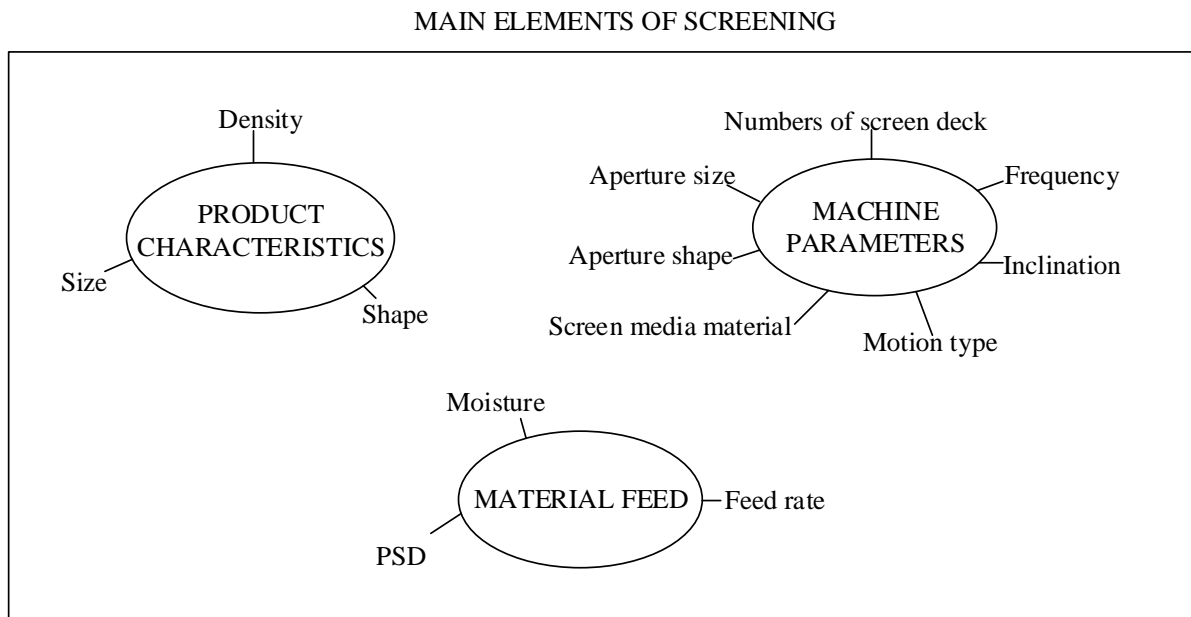 MAIN ELEMENTS OF SCREENING
Density
PRODUCT
CHARACTERISTICS
Size
Shape
Numbers of screen deck
Aperture size
Frequency
MACHINE
PARAMETERS
Aperture shape
Inclination
Screen media material
Motion type
Moisture
MATERIAL FEED
Feed rate
PSD